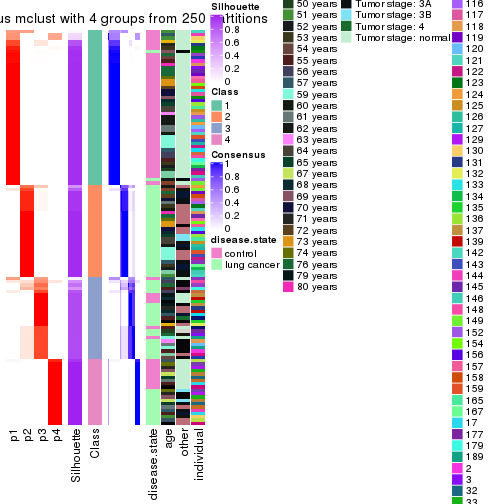 us mclust with 4 groups from 250 partitions
Silhouette
1
0.8
0.6
0.4
0.2
0
Class
1
2
3
4
Consensus
1
0.8
0.6
0.4
0.2
0
disease.state
control
lung cancer
50 years
51 years
52 years
53 years
54 years
55 years
56 years
57 years
59 years
60 years
61 years
62 years
63 years
64 years
65 years
67 years
68 years
69 years
70 years
71 years
72 years
73 years
74 years
76 years
79 years
80 years
Tumor stage: 3A
Tumor stage: 3B
Tumor stage: 4
Tumor stage: normal
116
117
118
119
120
121
122
123
124
125
126
127
129
130
131
132
133
134
135
136
137
139
142
143
144
145
146
148
149
152
154
156
157
158
159
165
167
17
177
179
189
2
3
32
33
p1
p2
p3
p4
Silhouette
Class
disease.state
age
other
individual